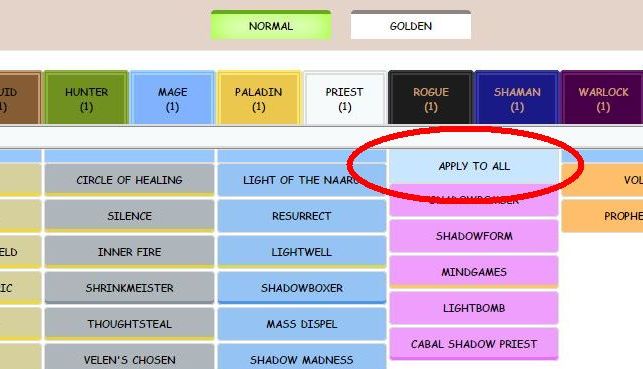 NORMAL GOLDEN
UID HUNTER MAGE PALADIN PRIEST ROGUE SHAMAN WARLOCK
1) (1) (1) (1) (1) (1) (1) (1)
APPLY TO ALL
CIRCLE OF HEALING LIGHT OF THE NAARU VOL
SILENCE RESURRECT SHADOWBOXER PROPHE
ELD INNER FIRE LIGHTWELL SHADOWFORM
IC SHRINKMEISTER SHADOWBOXER MINDGAMES
THOUGHTSTEAL MASS DISPEL LIGHTBOMB
VELEN'S CHOSEN SHADOW MADNESS CABAL SHADOW PRIEST